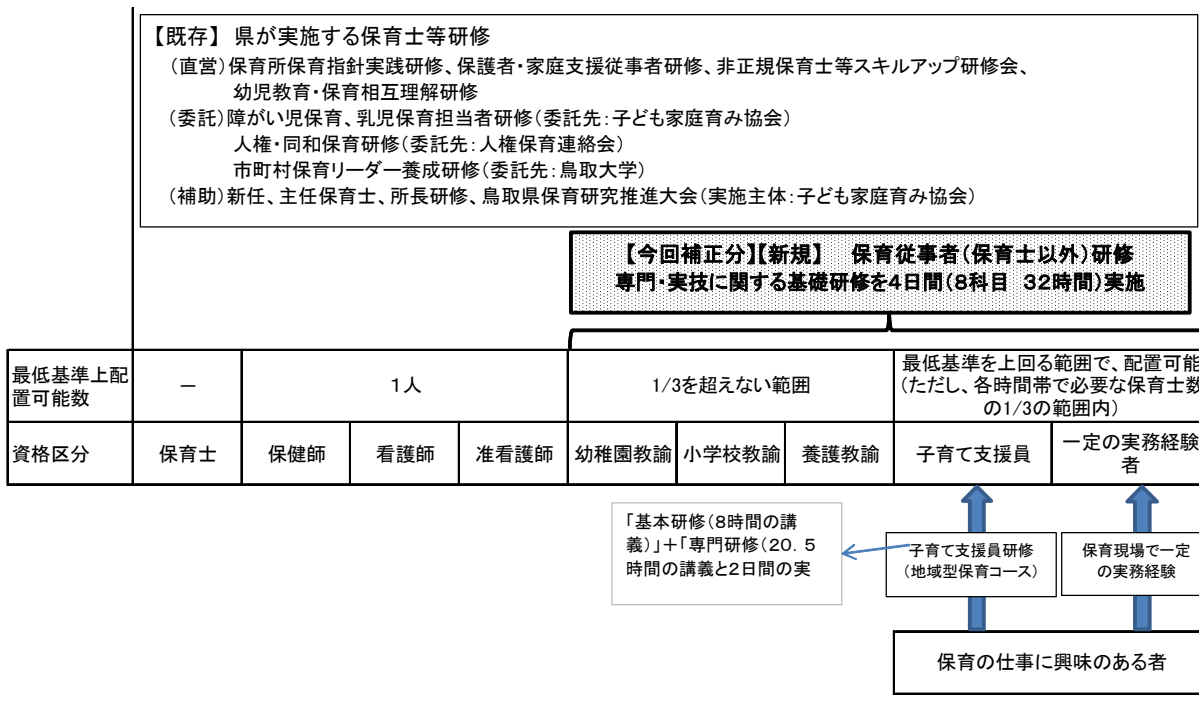 【既存】 県が実施する保育士等研修
（直営）保育所保育指針実践研修、保護者・家庭支援従事者研修、非正規保育士等スキルアップ研修会、
幼児教育・保育相互理解研修
（委託）障がい児保育、乳児保育担当者研修（委託先：子ども家庭育み協会）
人権・同和保育研修（委託先：人権保育連絡会）
市町村保育リーダー養成研修（委託先：鳥取大学）
（補助）新任、主任保育士、所長研修、鳥取県保育研究推進大会（実施主体：子ども家庭育み協会）
【今回補正分】【新規】 保育従事者（保育士以外）研修
専門・実技に関する基礎研修を4日間（8科目 32時間）実施
最低基準上配
置可能数
－
1人
1/3を超えない範囲
最低基準を上回る範囲で、配置可能
（ただし、各時間帯で必要な保育士数
の1/3の範囲内）
資格区分
保育士
保健師
看護師
准看護師
幼稚園教諭
小学校教諭
養護教諭
子育て支援員
一定の実務経験
者
「基本研修（8時間の講
義）」＋「専門研修（20．5
時間の講義と2日間の実
子育て支援員研修
（地域型保育コース）
保育現場で一定
の実務経験
保育の仕事に興味のある者